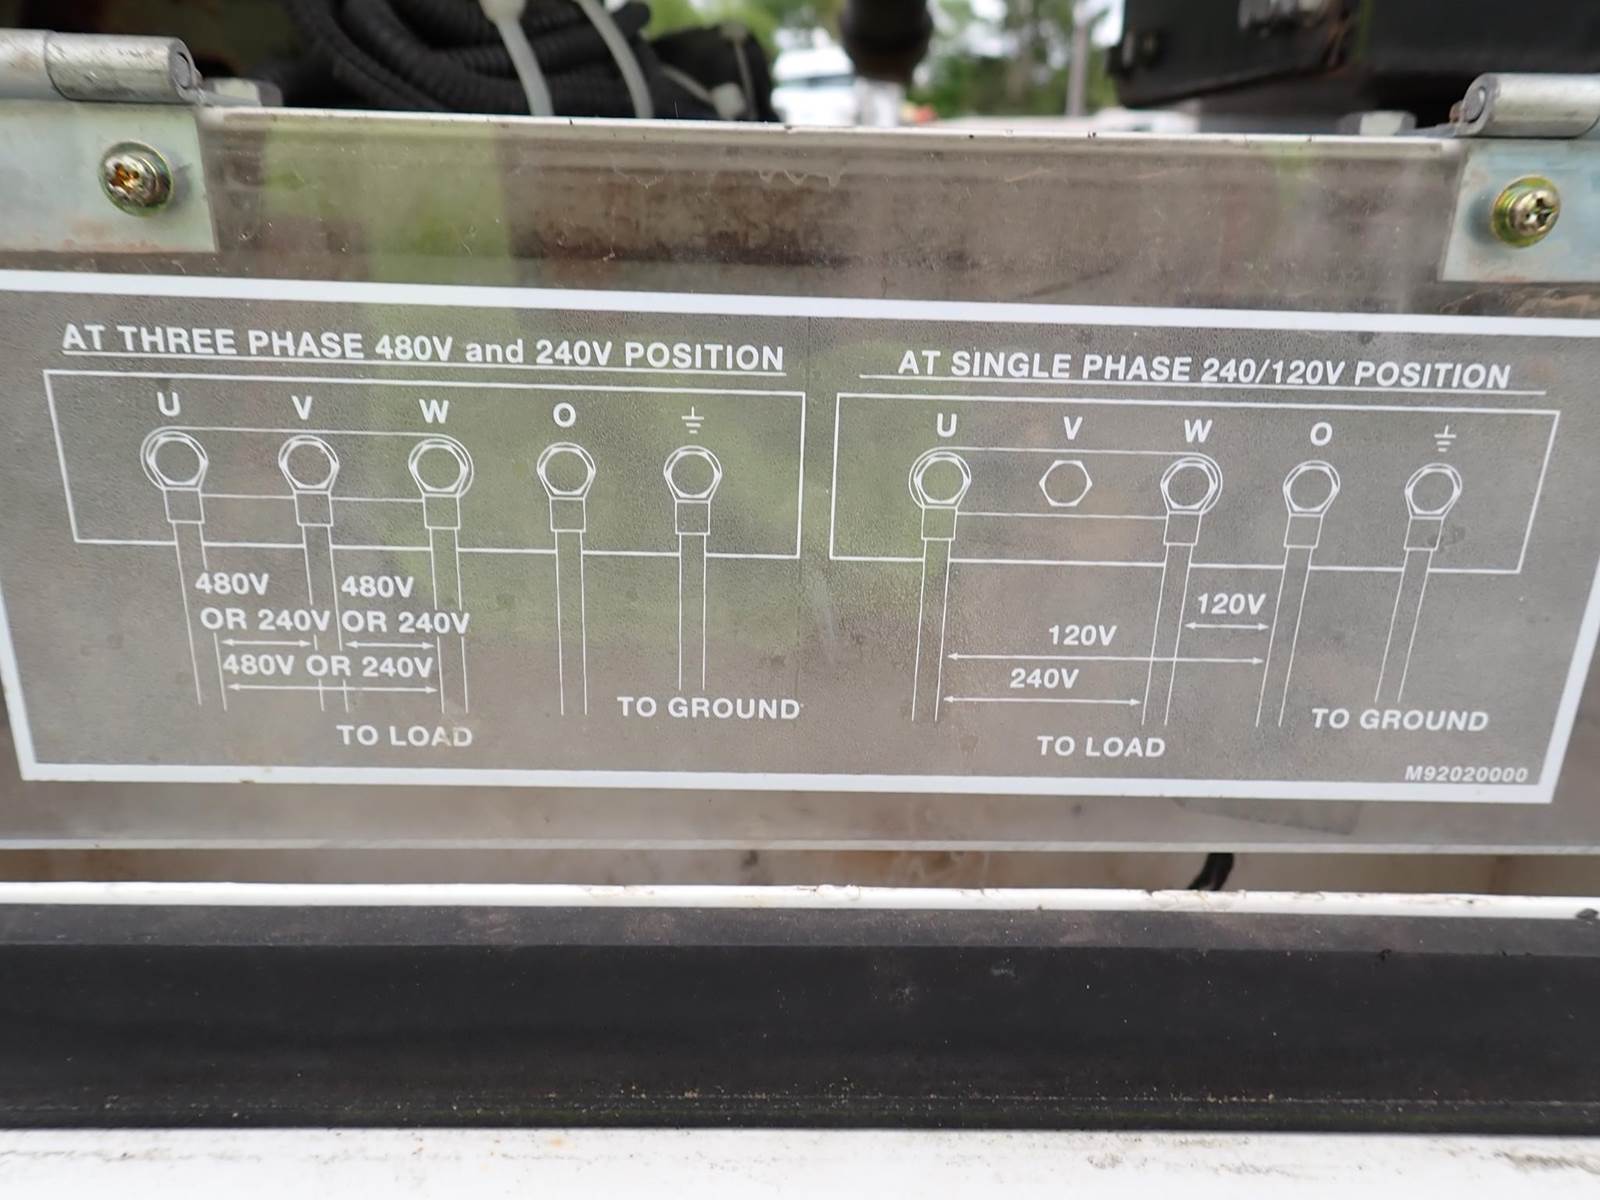 AT THREE PHASE 480V and 240V POSITION
U V W O
480V 480V
OR 240V OR 240V
480V OR 240V
TO GROUND
TO LOAD
AT SINGLE PHASE 240/120V POSITION
U V W O
120V
120V
240V
TO GROUND
TO LOAD
M92020000